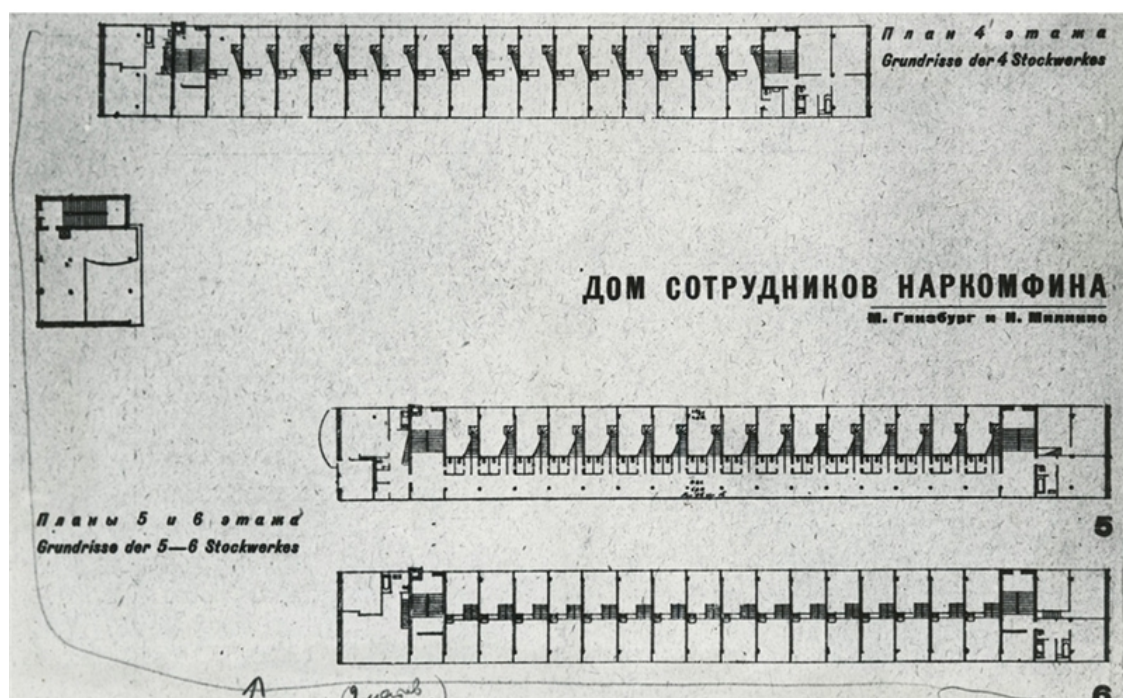 План 4 этажа
Grundrisse der 4 Stockwerkes
ДОМ СОТРУДНИКОВ НАРКОМФИНА
М. Гинзбург и И. Милинис
Планы 5 и 6 этажа
Grundrisse der 5—6 Stockwerkes
5
6